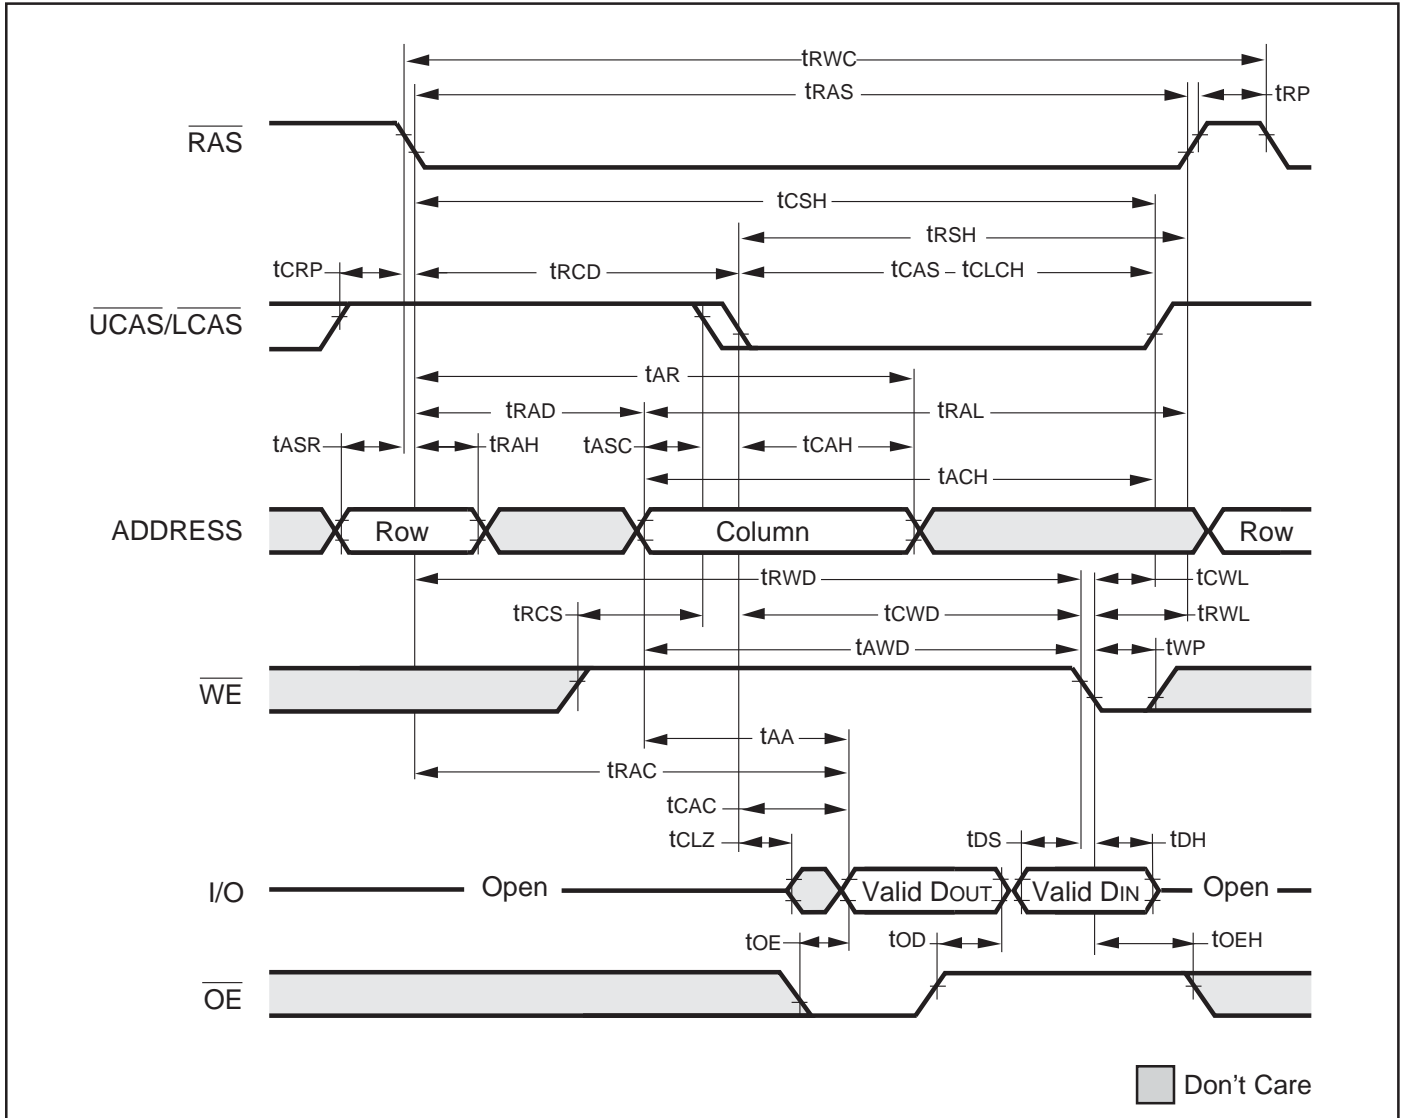 tRWC
tRAS
tRP
RAS
tCSH
tRSH
tCRP
tRCD
tCAS – tCLCH
UCAS/LCAS
tAR
tRAD
tRAL
tASR
tRAH
tASC
tCAH
tACH
ADDRESS
Row
Column
Row
tRWD
tCWL
tRCS
tCWD
tRWL
tAWD
tWP
WE
tAA
tRAC
tCAC
tCLZ
tDS
tDH
I/O
Open
Valid DOUT
Valid DIN
Open
tOE
tOD
tOEH
OE
Don't Care